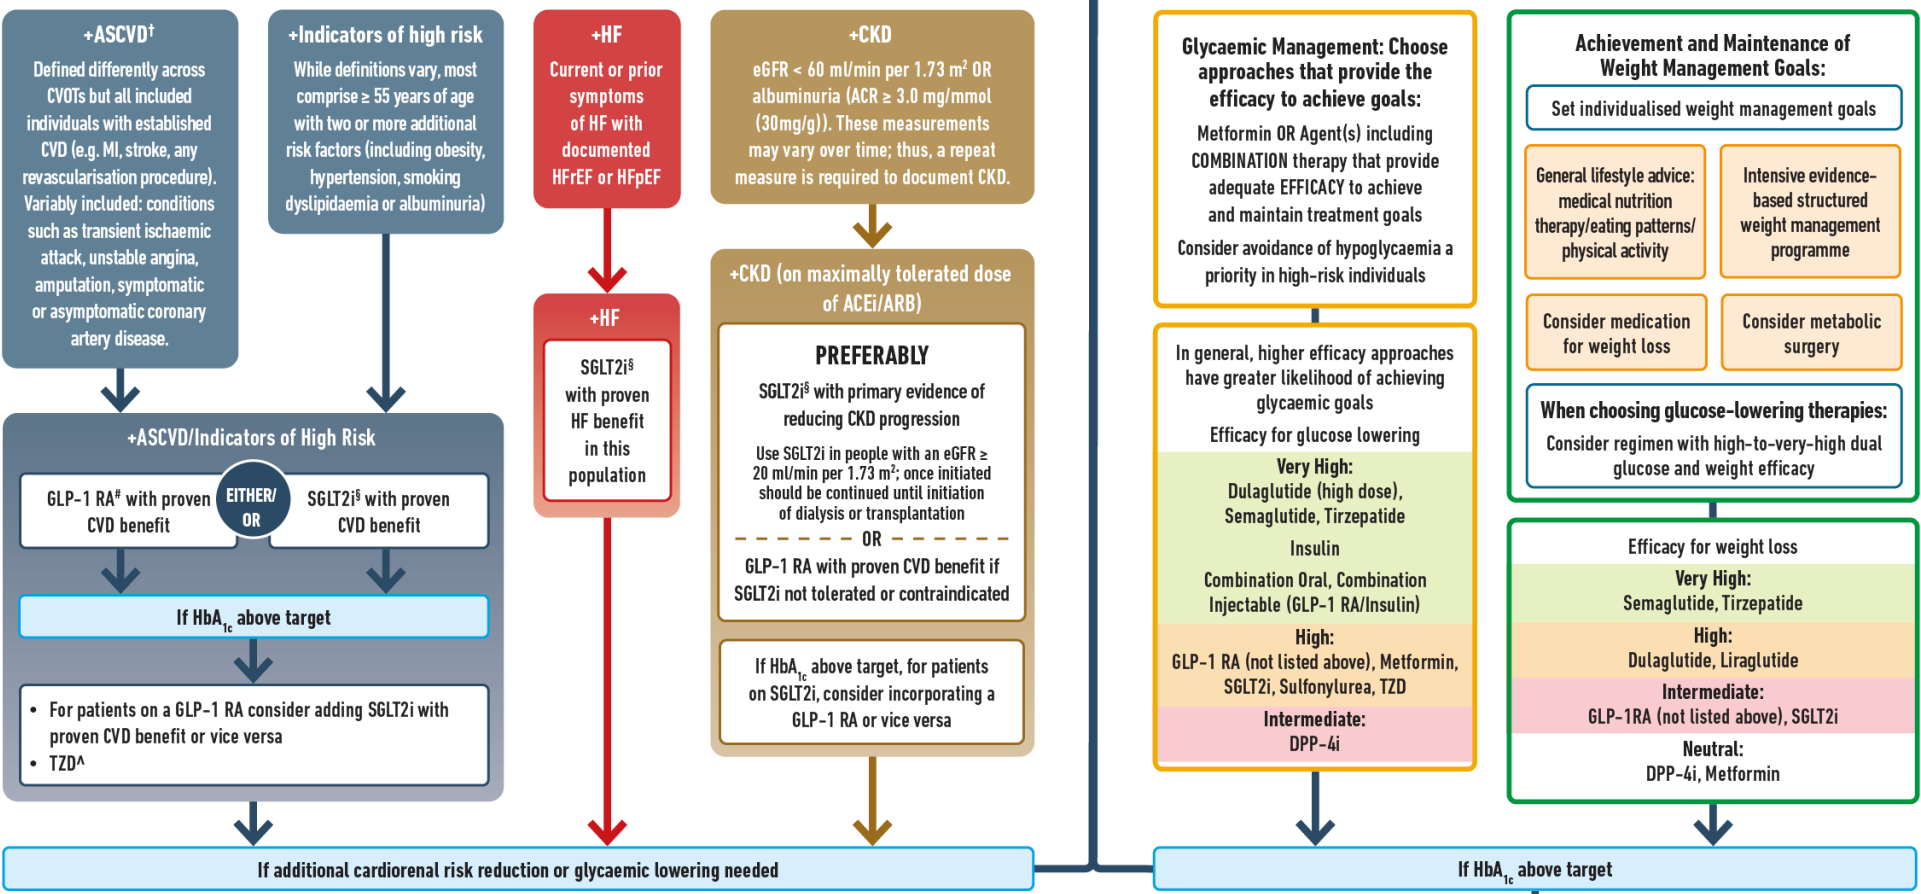 +ASCVD†
Defined differently across
CVOTs but all included
individuals with established
CVD (e.g. MI, stroke, any
revascularisation procedure).
Variably included: conditions
such as transient ischaemic
attack, unstable angina,
amputation, symptomatic
or asymptomatic coronary
artery disease.
+Indicators of high risk
While definitions vary, most
comprise ≥ 55 years of age
with two or more additional
risk factors (including obesity,
hypertension, smoking
dyslipidaemia or albuminuria)
+ASCVD/Indicators of High Risk
GLP-1 RA# with proven
CVD benefit
EITHER/
OR
SGLT2i§ with proven
CVD benefit
If HbA1c above target
• For patients on a GLP-1 RA consider adding SGLT2i with
proven CVD benefit or vice versa
• TZD^
+HF
Current or prior
symptoms
of HF with
documented
HFrEF or HFpEF
+HF
SGLT2i§
with proven
HF benefit
in this
population
+CKD
eGFR < 60 ml/min per 1.73 m² OR
albuminuria (ACR ≥ 3.0 mg/mmol
(30mg/g)). These measurements
may vary over time; thus, a repeat
measure is required to document CKD.
+CKD (on maximally tolerated dose
of ACEi/ARB)
PREFERABLY
SGLT2i§ with primary evidence of
reducing CKD progression
Use SGLT2i in people with an eGFR ≥
20 ml/min per 1.73 m²; once initiated
should be continued until initiation
of dialysis or transplantation
OR
GLP-1 RA with proven CVD benefit if
SGLT2i not tolerated or contraindicated
If HbA1c above target, for patients
on SGLT2i, consider incorporating a
GLP-1 RA or vice versa
If additional cardiorenal risk reduction or glycaemic lowering needed
Glycaemic Management: Choose
approaches that provide the
efficacy to achieve goals:
Metformin OR Agent(s) including
COMBINATION therapy that provide
adequate EFFICACY to achieve
and maintain treatment goals
Consider avoidance of hypoglycaemia a
priority in high-risk individuals
In general, higher efficacy approaches
have greater likelihood of achieving
glycaemic goals
Efficacy for glucose lowering
Very High:
Dulaglutide (high dose),
Semaglutide, Tirzepatide
Insulin
Combination Oral, Combination
Injectable (GLP-1 RA/Insulin)
High:
GLP-1 RA (not listed above), Metformin,
SGLT2i, Sulfonylurea, TZD
Intermediate:
DPP-4i
Achievement and Maintenance of
Weight Management Goals:
Set individualised weight management goals
General lifestyle advice:
medical nutrition
therapy/eating patterns/
physical activity
Intensive evidence-
based structured
weight management
programme
Consider medication
for weight loss
Consider metabolic
surgery
When choosing glucose-lowering therapies:
Consider regimen with high-to-very-high dual
glucose and weight efficacy
Efficacy for weight loss
Very High:
Semaglutide, Tirzepatide
High:
Dulaglutide, Liraglutide
Intermediate:
GLP-1RA (not listed above), SGLT2i
Neutral:
DPP-4i, Metformin
If HbA1c above target